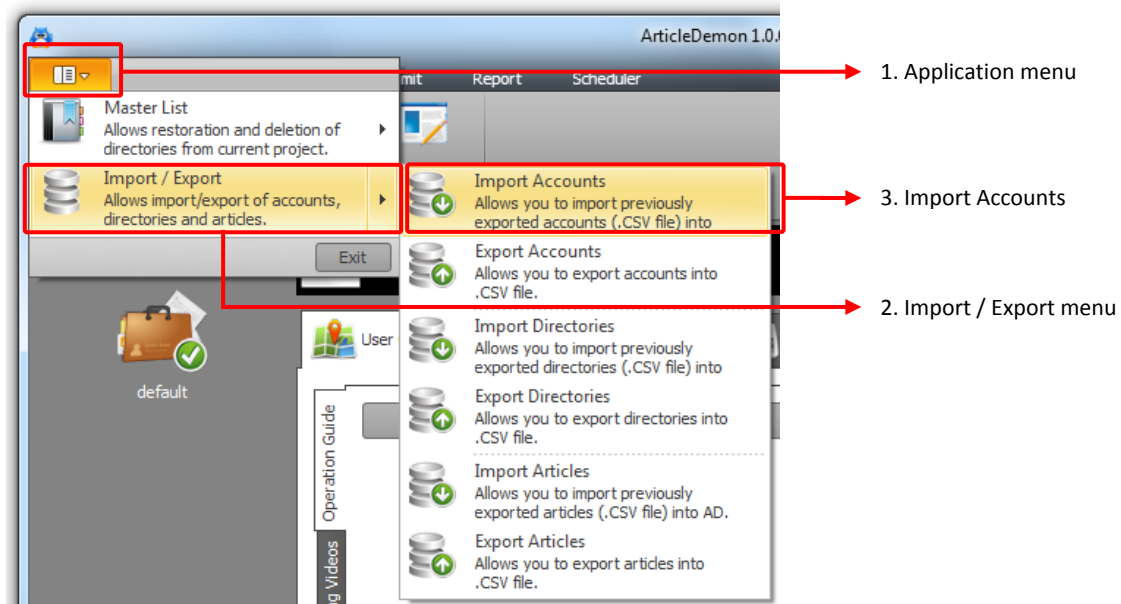 ArticleDemon 1.0.
mit Report Scheduler
1. Application menu
Master List
Allows restoration and deletion of
directories from current project.
Import / Export
Allows import/export of accounts,
directories and articles.
Exit
Import Accounts
Allows you to import previously
exported accounts (.CSV file) into
3. Import Accounts
Export Accounts
Allows you to export accounts into
.CSV file.
2. Import / Export menu
Import Directories
Allows you to import previously
exported directories (.CSV file) into
Export Directories
Allows you to export directories into
.CSV file.
Import Articles
Allows you to import previously
exported articles (.CSV file) into AD.
Export Articles
Allows you to export articles into
.CSV file.
default
User
Operation Guide
ng Videos